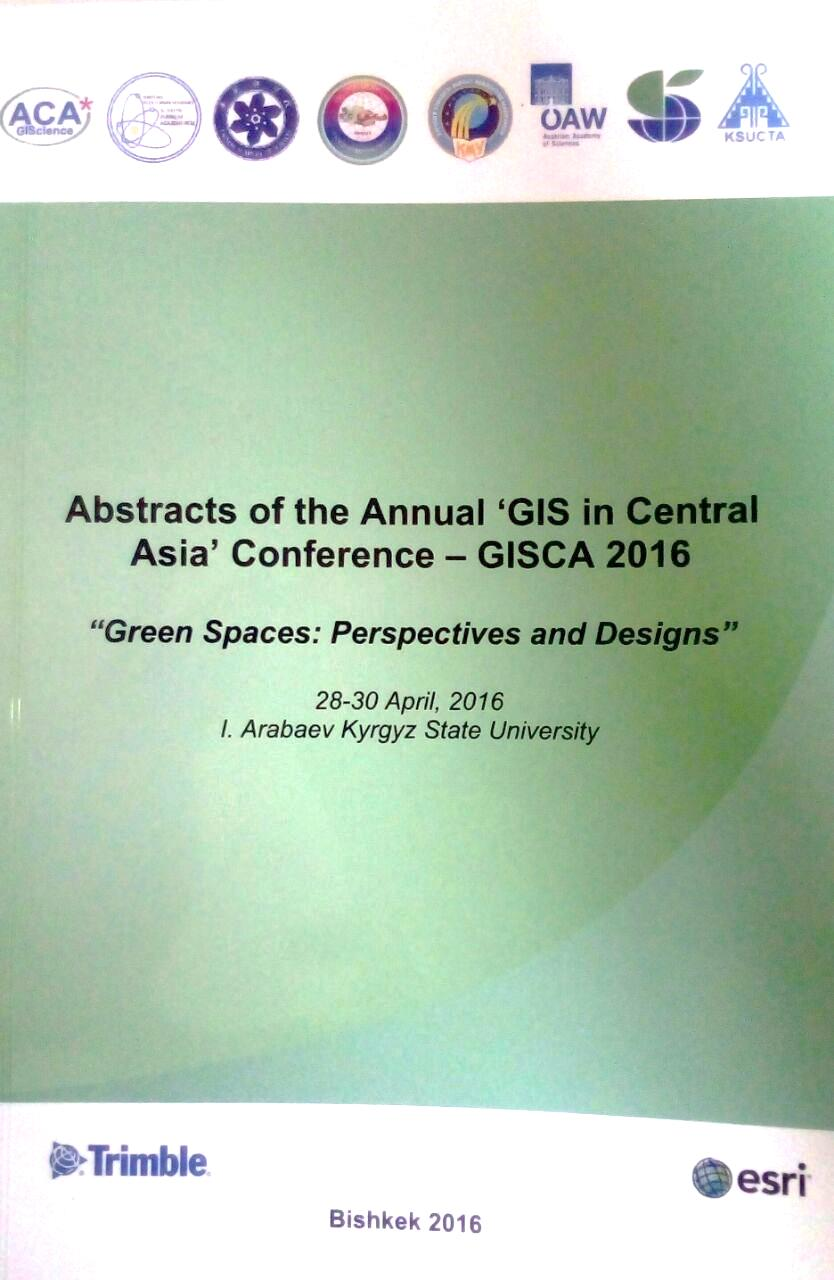 ACA*
GIScience
ÖAW
Austrian Academy
of Sciences
KSUCTA
Abstracts of the Annual ‘GIS in Central
Asia’ Conference – GISCA 2016
“Green Spaces: Perspectives and Designs”
28-30 April, 2016
I. Arabaev Kyrgyz State University
Trimble
esri
Bishkek 2016